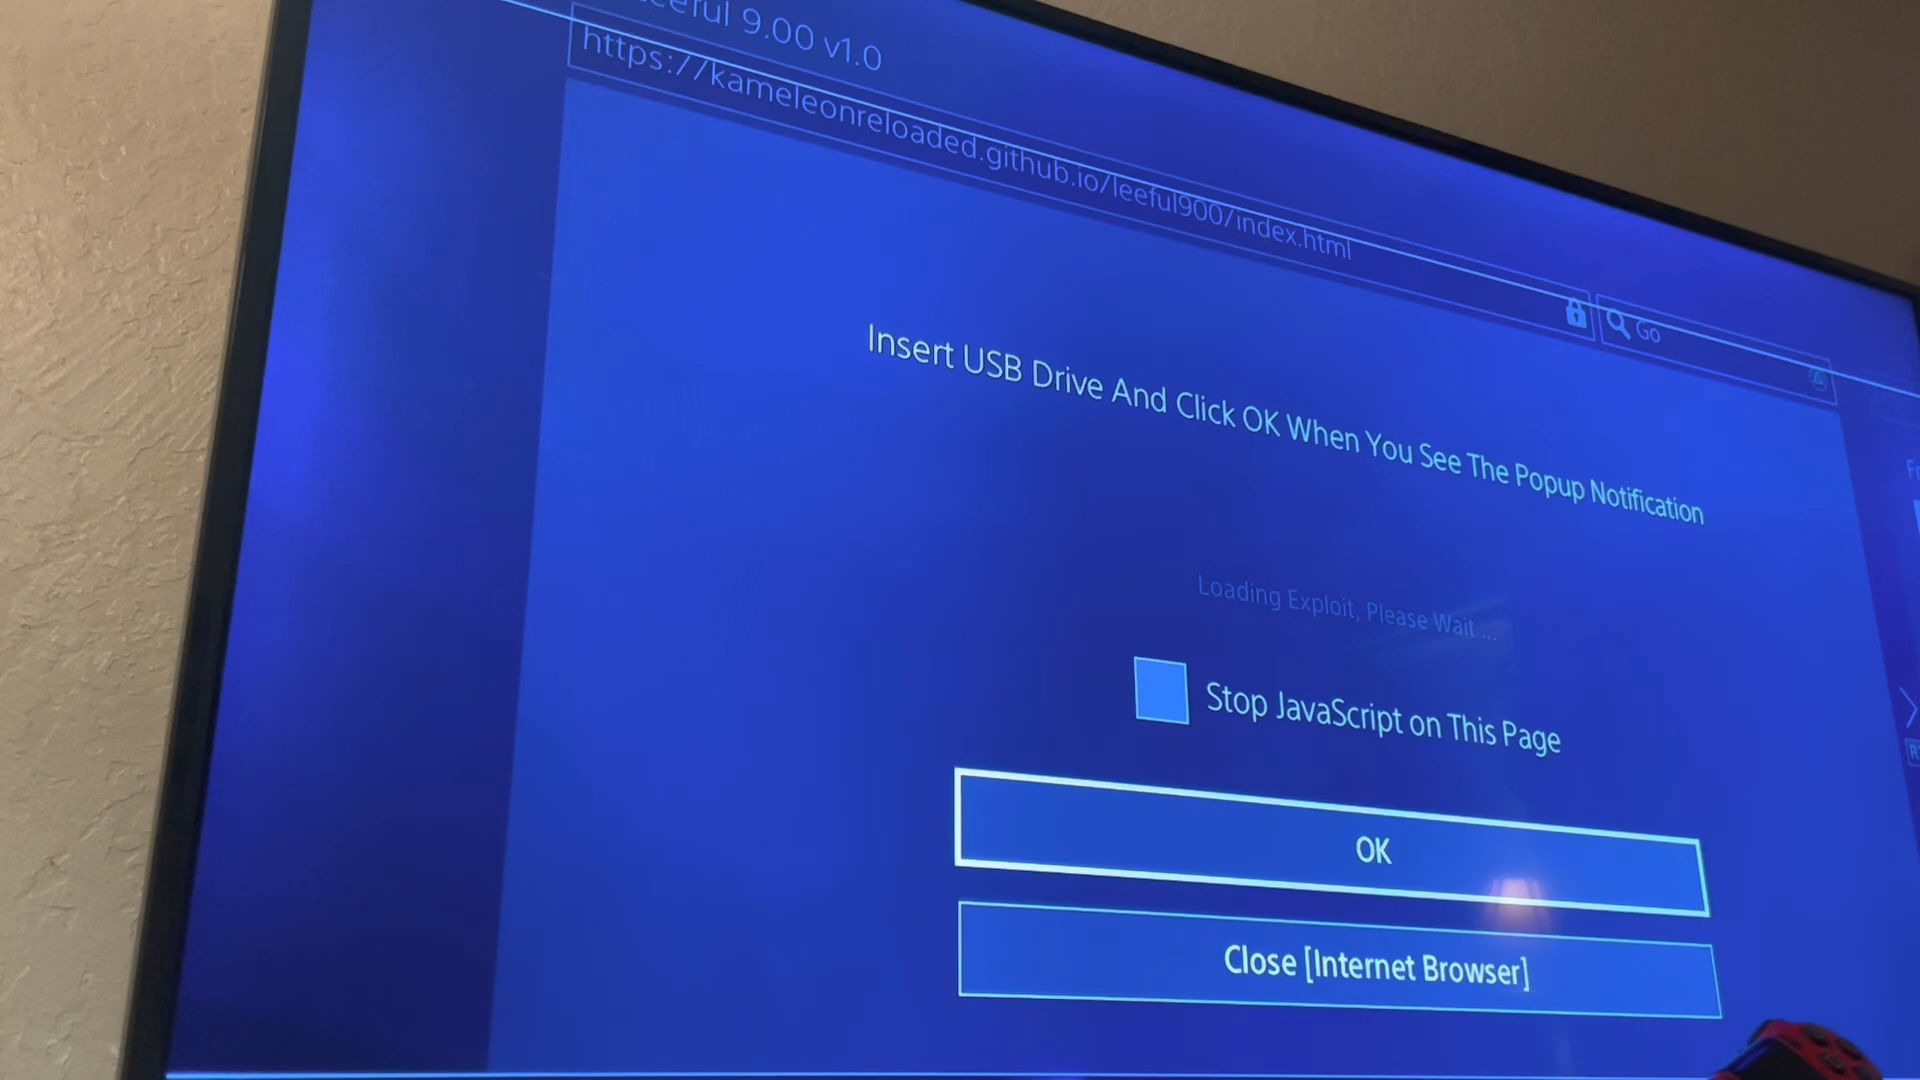 9.00 v1.0
https://kameleonreloaded.github.io/leeful900/index.html
Go
Insert USB Drive And Click OK When You See The Popup Notification
Loading Exploit, Please Wait ...
Stop JavaScript on This Page
OK
Close [Internet Browser]